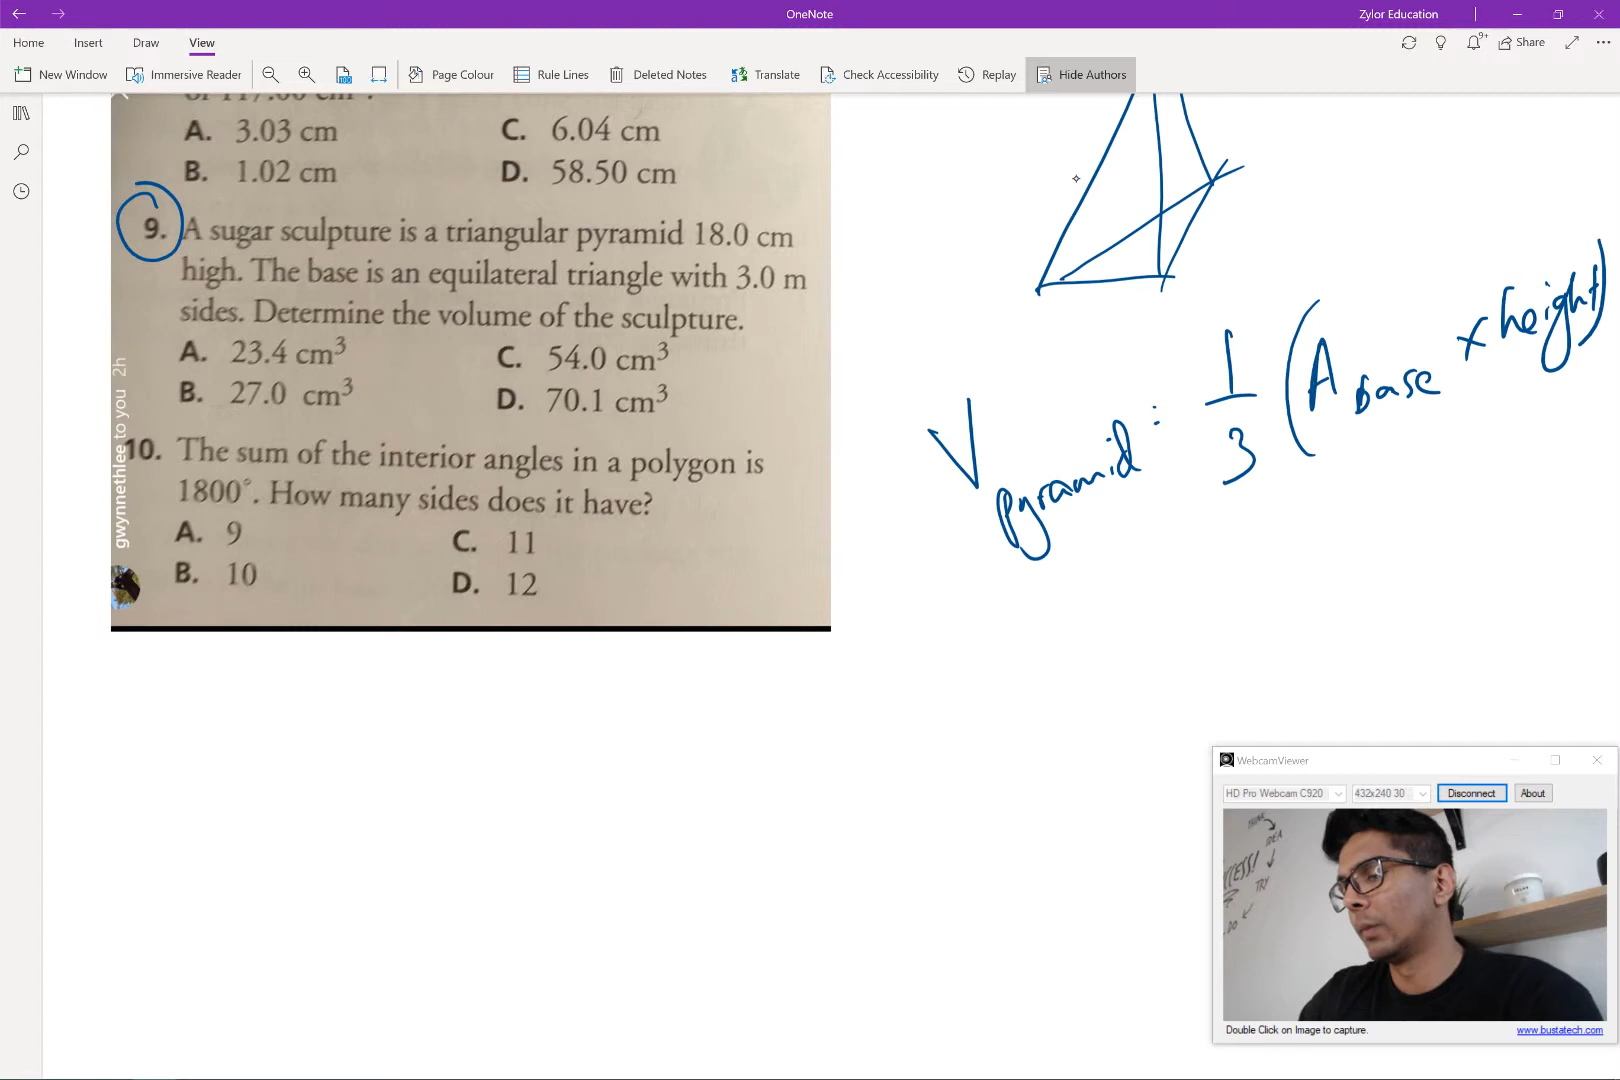 OneNote
Zylor Education
Home Insert Draw View
9+ Share
New Window Immersive Reader 100 Page Colour Rule Lines Deleted Notes Translate Check Accessibility Replay Hide Authors
A. 3.03 cm C. 6.04 cm
B. 1.02 cm D. 58.50 cm
9. A sugar sculpture is a triangular pyramid 18.0 cm
high. The base is an equilateral triangle with 3.0 m
sides. Determine the volume of the sculpture.
A. 23.4 cm³ C. 54.0 cm³
B. 27.0 cm³ D. 70.1 cm³
10. The sum of the interior angles in a polygon is
1800°. How many sides does it have?
A. 9 C. 11
B. 10 D. 12
gwynnethlee to you 2h
V pyramid : 1/3 (A base × height)
WebcamViewer
HD Pro Webcam C920 432x240 30 Disconnect About
THINK
IDEA
TRY
DO
Double Click on Image to capture. www.bustatech.com